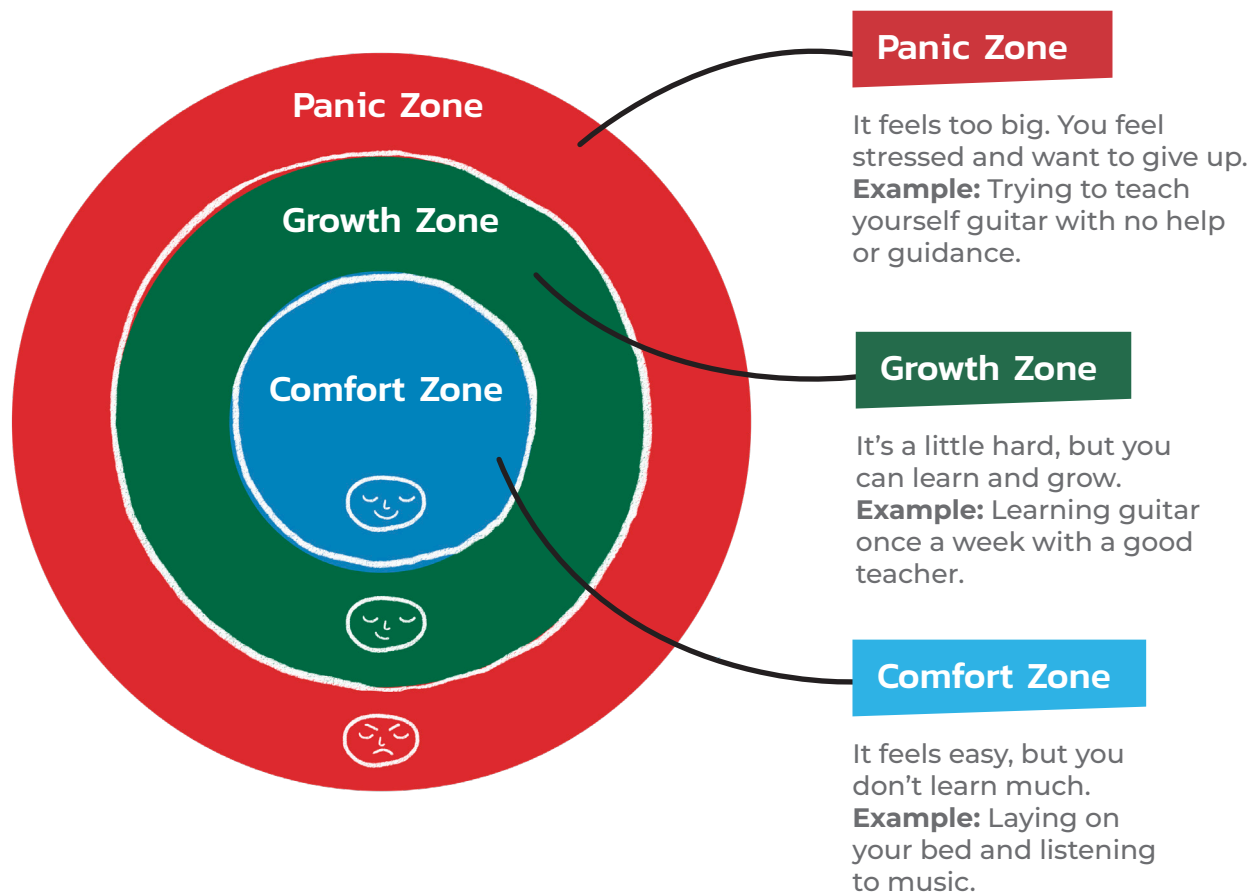 Panic Zone
Growth Zone
Comfort Zone
Panic Zone
It feels too big. You feel
stressed and want to give up.
Example: Trying to teach
yourself guitar with no help
or guidance.
Growth Zone
It’s a little hard, but you
can learn and grow.
Example: Learning guitar
once a week with a good
teacher.
Comfort Zone
It feels easy, but you
don’t learn much.
Example: Laying on
your bed and listening
to music.